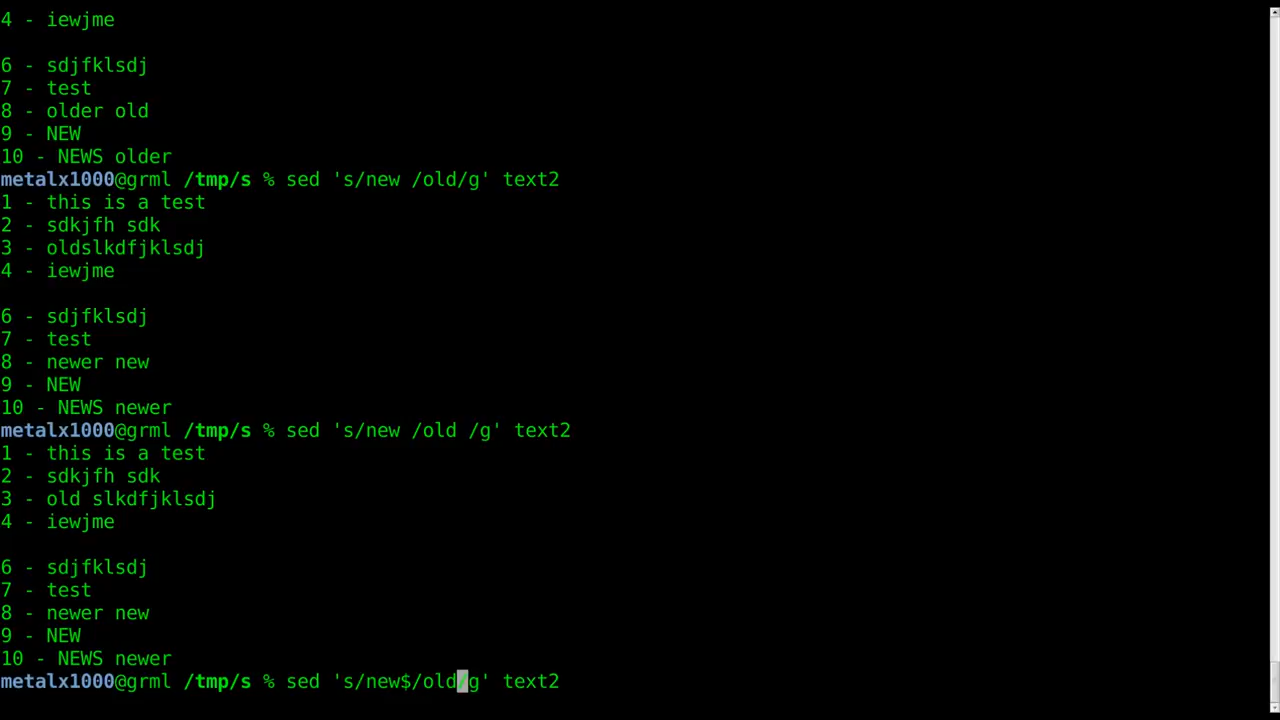 4 - iewjme
6 - sdjfklsdj
7 - test
8 - older old
9 - NEW
10 - NEWS older
metalx1000@grml /tmp/s % sed 's/new /old/g' text2
1 - this is a test
2 - sdkjfh sdk
3 - oldslkdfjklsdj
4 - iewjme
6 - sdjfklsdj
7 - test
8 - newer new
9 - NEW
10 - NEWS newer
metalx1000@grml /tmp/s % sed 's/new /old /g' text2
1 - this is a test
2 - sdkjfh sdk
3 - old slkdfjklsdj
4 - iewjme
6 - sdjfklsdj
7 - test
8 - newer new
9 - NEW
10 - NEWS newer
metalx1000@grml /tmp/s % sed 's/new$/old/g' text2